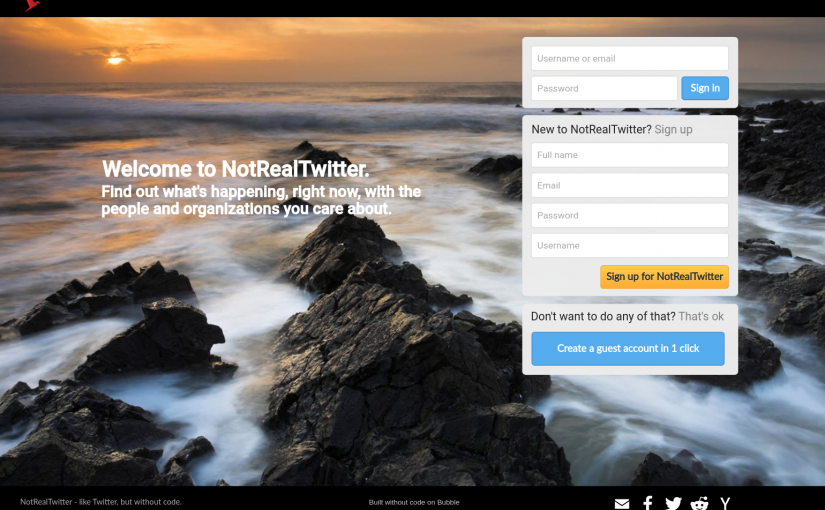 Username or email
Password
Sign in
New to NotRealTwitter? Sign up
Full name
Email
Password
Username
Sign up for NotRealTwitter
Welcome to NotRealTwitter.
Find out what's happening, right now, with the
people and organizations you care about.
Don't want to do any of that? That's ok
Create a guest account in 1 click
NotRealTwitter - like Twitter, but without code.
Built without code on Bubble